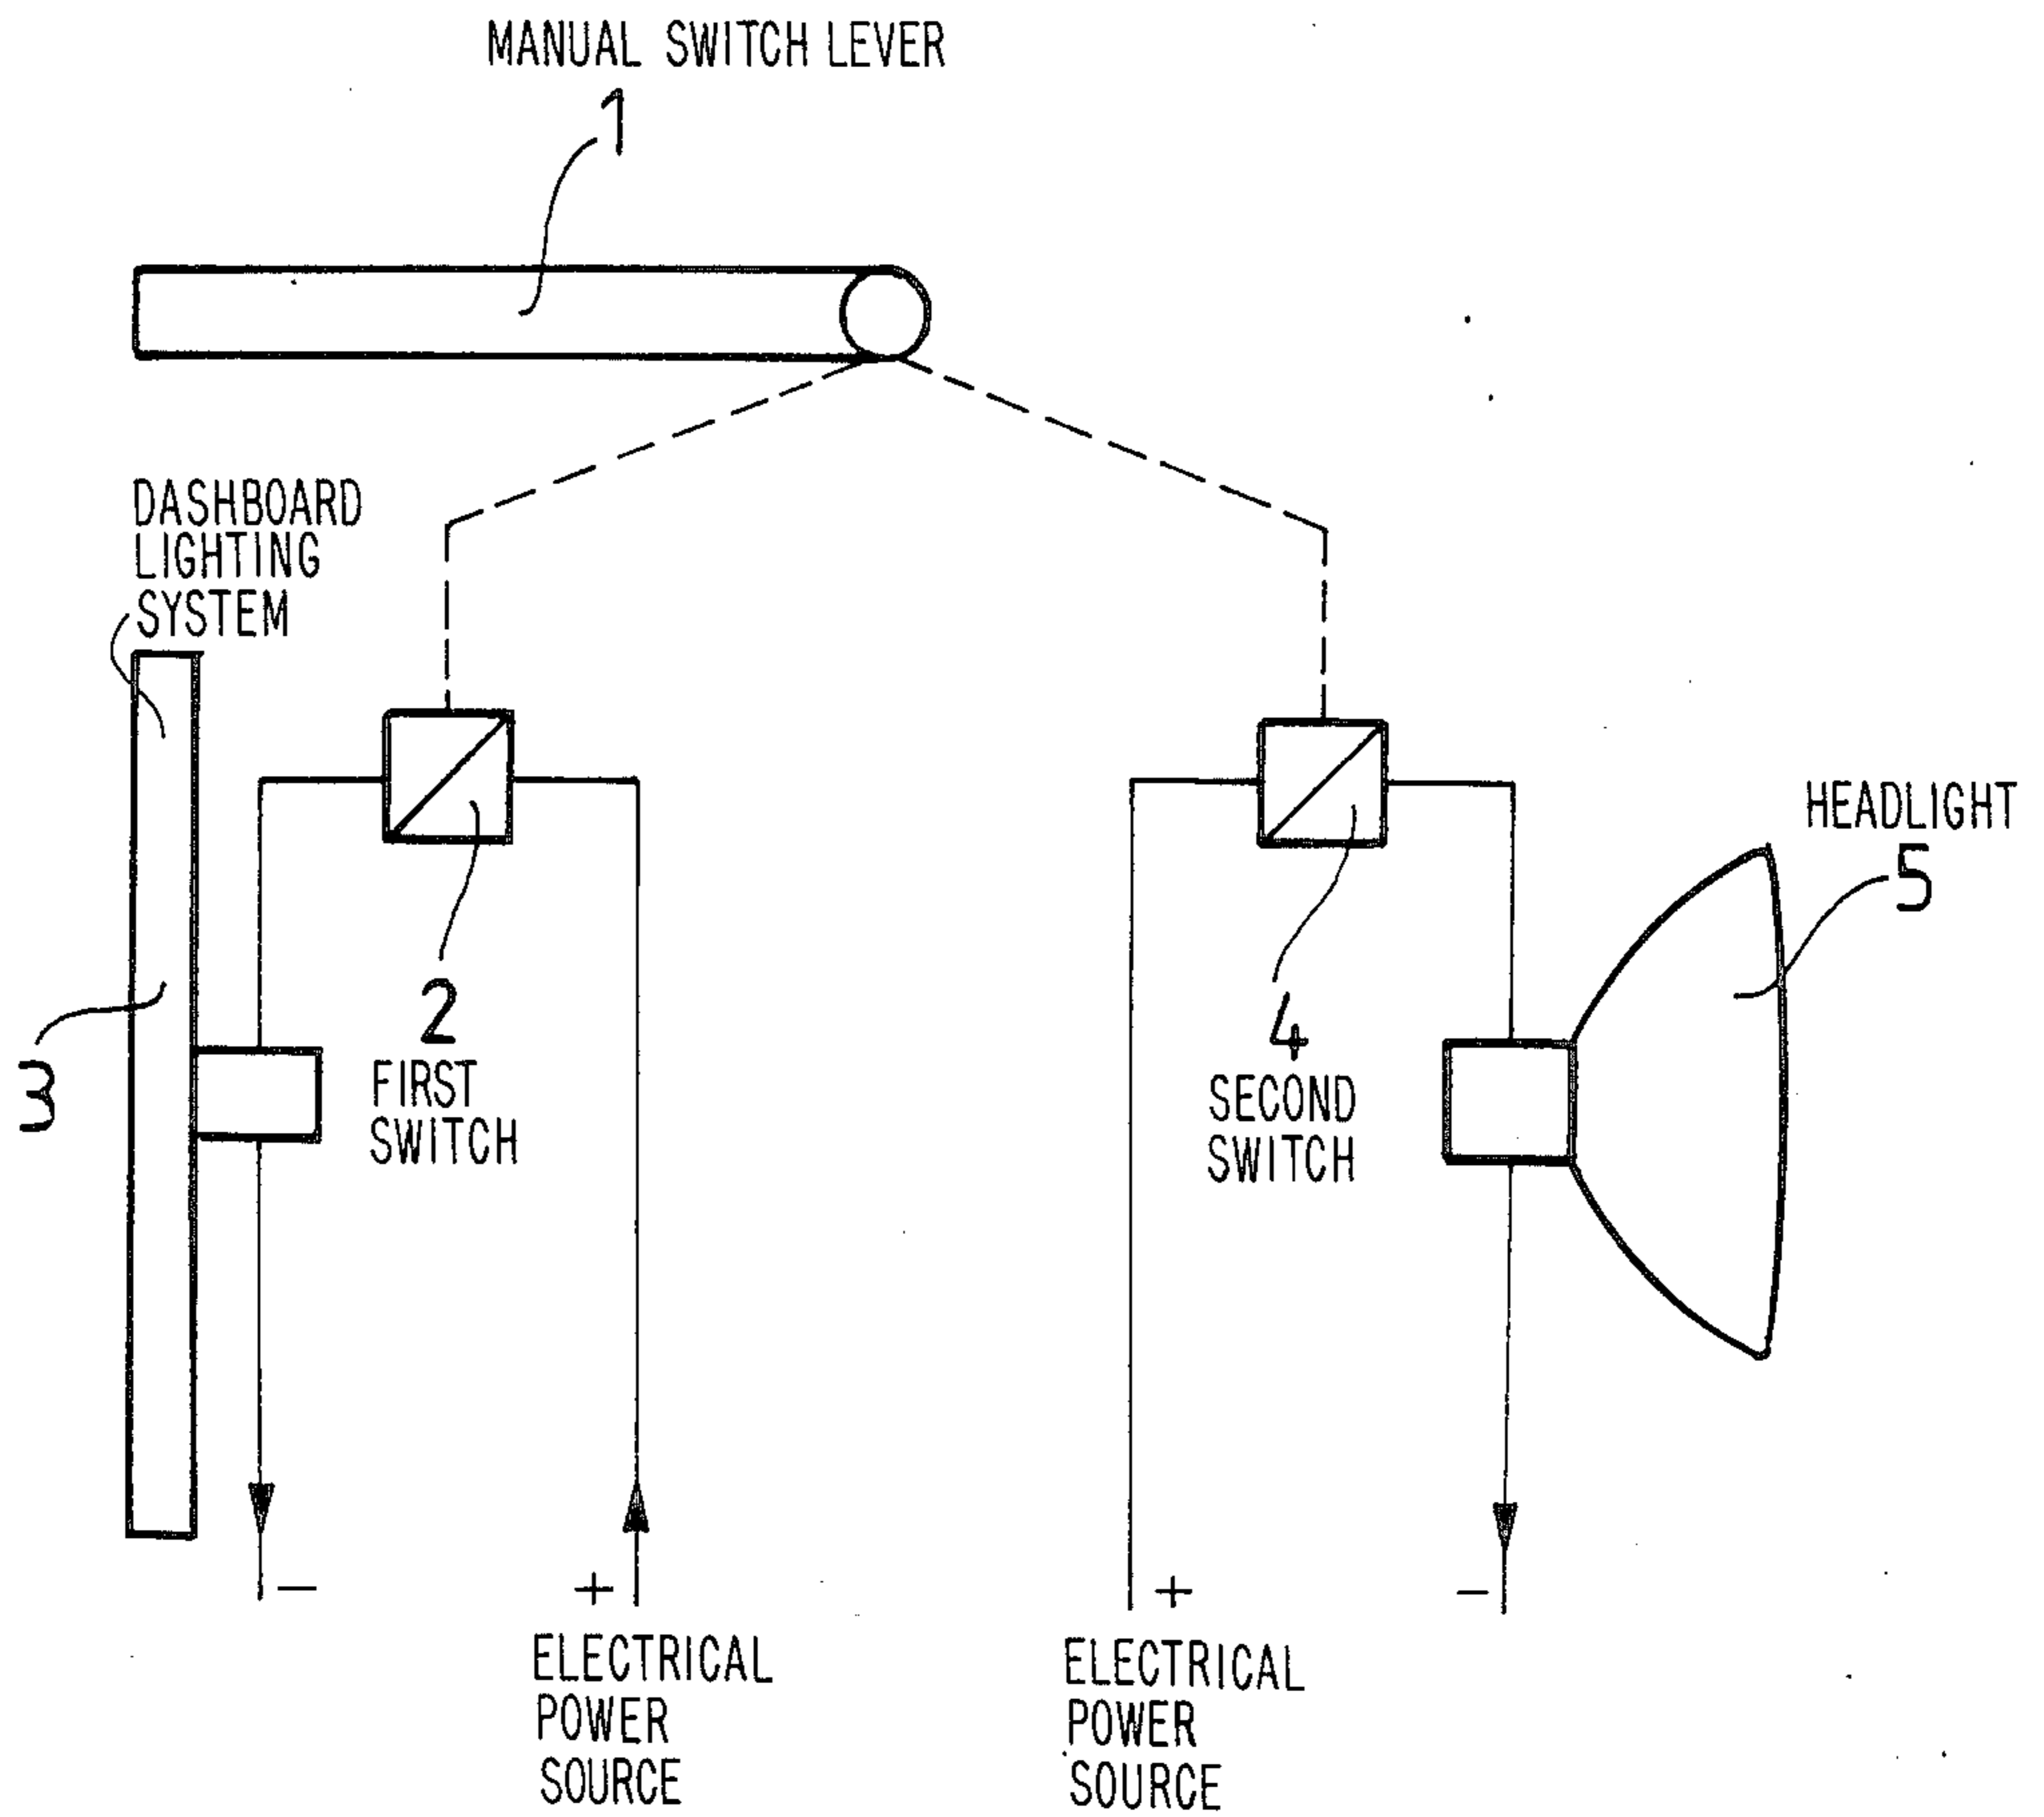 MANUAL SWITCH LEVER
1
DASHBOARD
LIGHTING
SYSTEM
HEADLIGHT
5
2
FIRST
SWITCH
4
SECOND
SWITCH
3
−
+
+
−
ELECTRICAL
POWER
SOURCE
ELECTRICAL
POWER
SOURCE